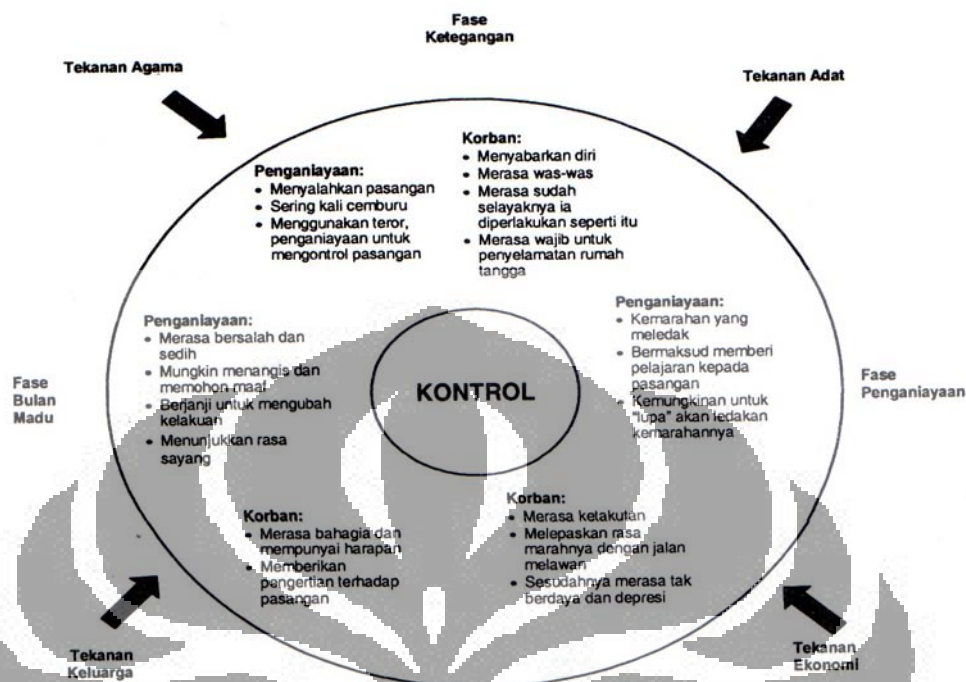 Fase
Ketegangan
Tekanan Agama
Tekanan Adat
Penganiayaan:
• Menyalahkan pasangan
• Sering kali cemburu
• Menggunakan teror,
penganiayaan untuk
mengontrol pasangan
Korban:
• Menyabarkan diri
• Merasa was-was
• Merasa sudah
selayaknya ia
diperlakukan seperti itu
• Merasa wajib untuk
penyelamatan rumah
tangga
Penganiayaan:
• Merasa bersalah dan
sedih
• Mungkin menangis dan
memohon maaf
• Berjanji untuk mengubah
kelakuan
• Menunjukkan rasa
sayang
Fase
Bulan
Madu
KONTROL
Penganiayaan:
• Kemarahan yang
meledak
• Bermaksud memberi
pelajaran kepada
pasangan
• Kemungkinan untuk
"lupa" akan ledakan
kemarahannya
Fase
Penganiayaan
Korban:
• Merasa bahagia dan
mempunyai harapan
• Memberikan
pengertian terhadap
pasangan
Korban:
• Merasa ketakutan
• Melepaskan rasa
marahnya dengan jalan
melawan
• Sesudahnya merasa tak
berdaya dan depresi
Tekanan
Keluarga
Tekanan
Ekonomi